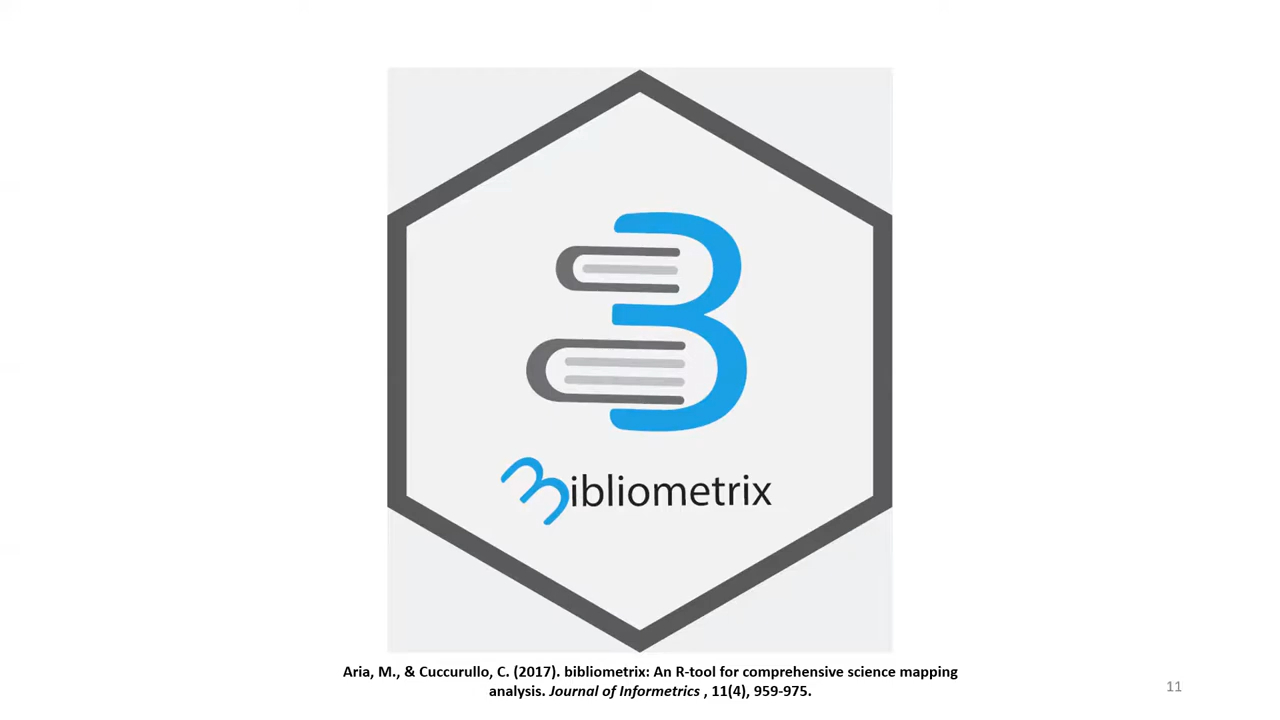 Bibliometrix
Aria, M., & Cuccurullo, C. (2017). bibliometrix: An R-tool for comprehensive science mapping
analysis. Journal of Informetrics , 11(4), 959-975.
11